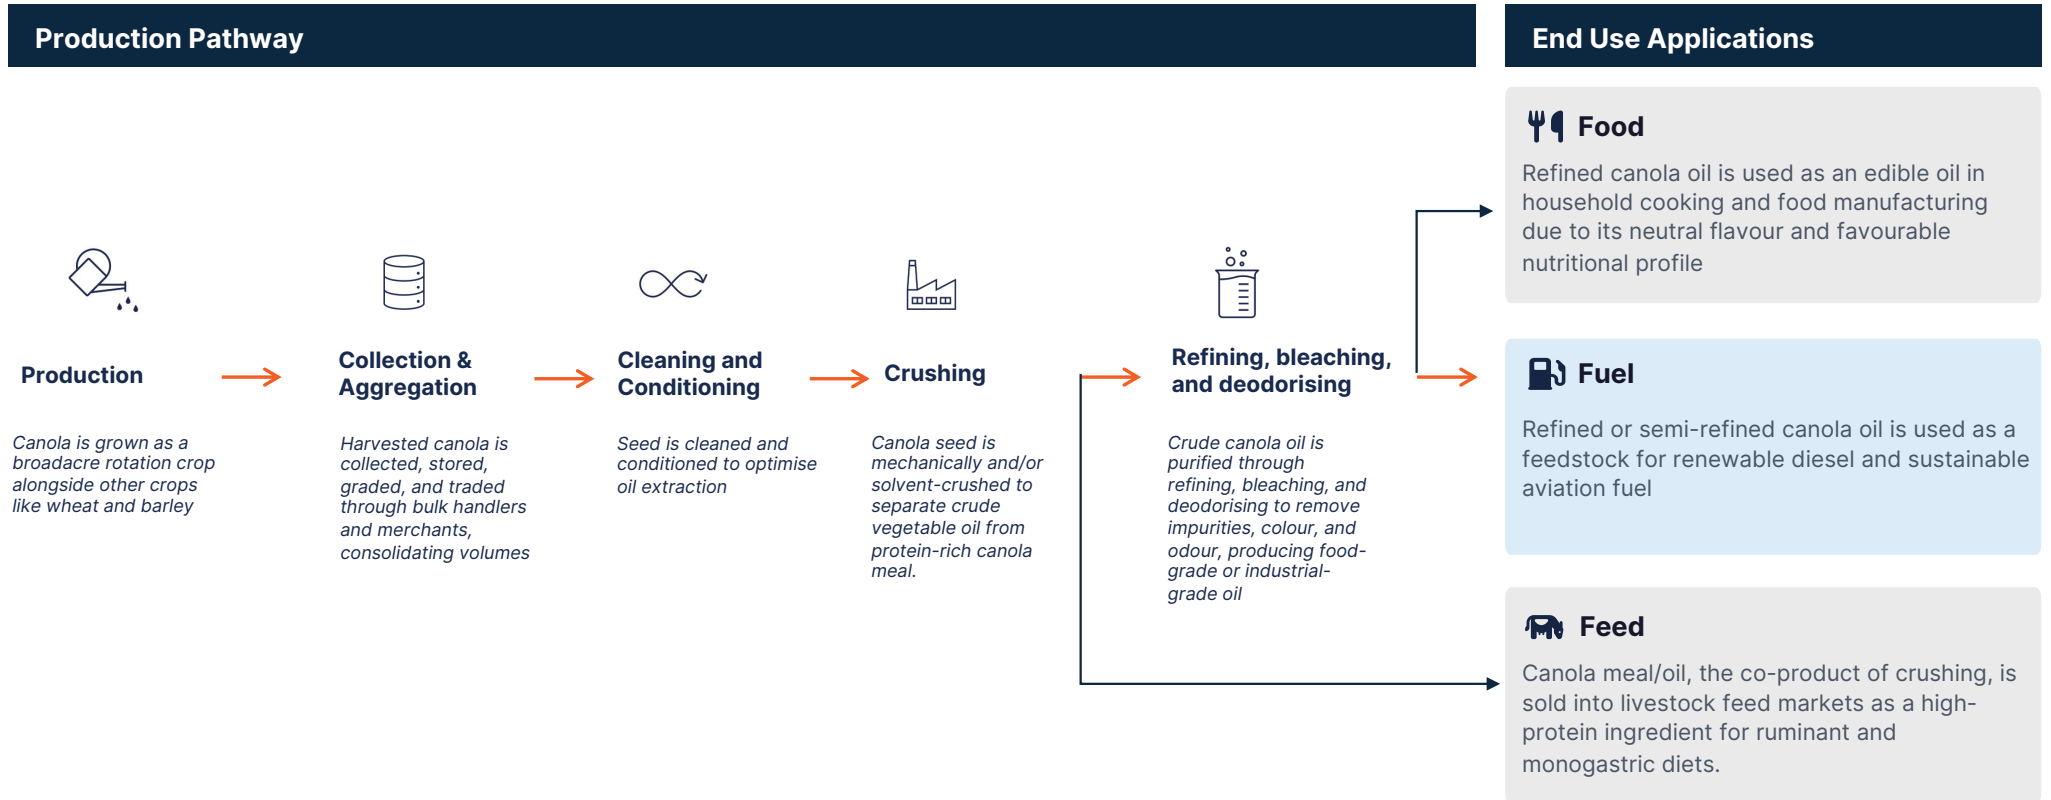 Production Pathway
End Use Applications
Production
Canola is grown as a
broadacre rotation crop
alongside other crops
like wheat and barley
Collection &
Aggregation
Harvested canola is
collected, stored,
graded, and traded
through bulk handlers
and merchants,
consolidating volumes
Cleaning and
Conditioning
Seed is cleaned and
conditioned to optimise
oil extraction
Crushing
Canola seed is
mechanically and/or
solvent-crushed to
separate crude
vegetable oil from
protein-rich canola
meal.
Refining, bleaching,
and deodorising
Crude canola oil is
purified through
refining, bleaching, and
deodorising to remove
impurities, colour, and
odour, producing food-
grade or industrial-
grade oil
Food
Refined canola oil is used as an edible oil in
household cooking and food manufacturing
due to its neutral flavour and favourable
nutritional profile
Fuel
Refined or semi-refined canola oil is used as a
feedstock for renewable diesel and sustainable
aviation fuel
Feed
Canola meal/oil, the co-product of crushing, is
sold into livestock feed markets as a high-
protein ingredient for ruminant and
monogastric diets.